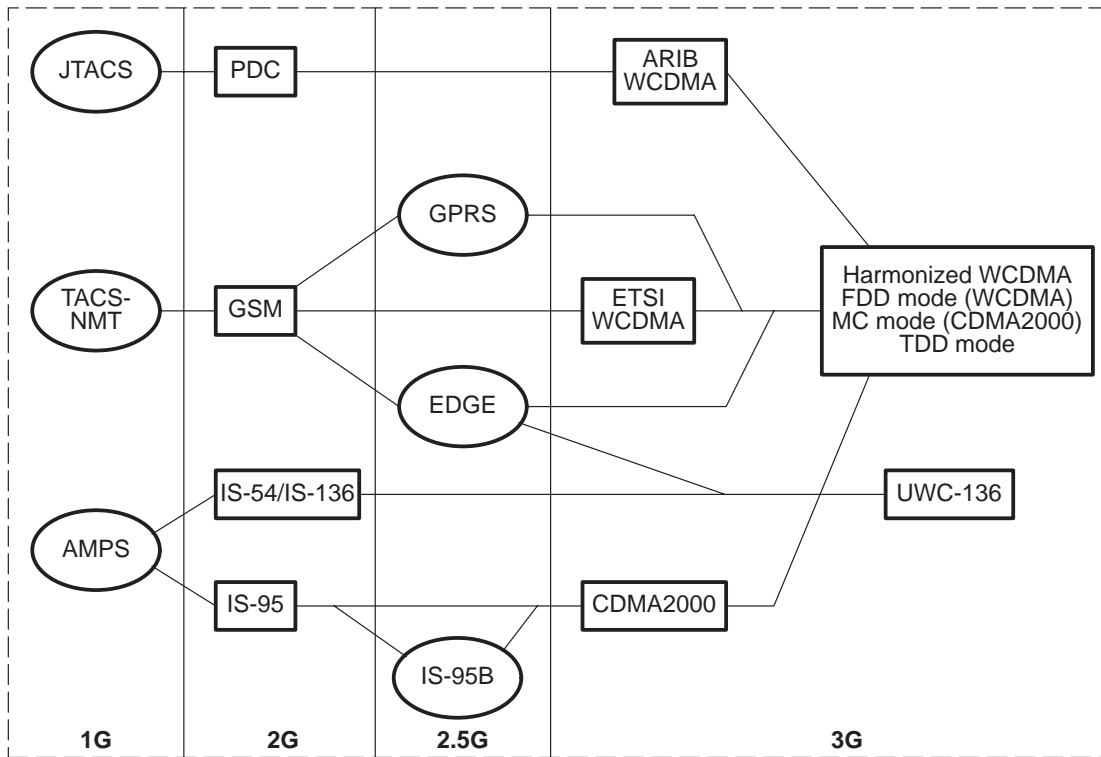 JTACS
PDC
ARIB
WCDMA
GPRS
TACS-
NMT
GSM
ETSI
WCDMA
Harmonized WCDMA
FDD mode (WCDMA)
MC mode (CDMA2000)
TDD mode
EDGE
IS-54/IS-136
UWC-136
AMPS
IS-95
CDMA2000
IS-95B
1G
2G
2.5G
3G